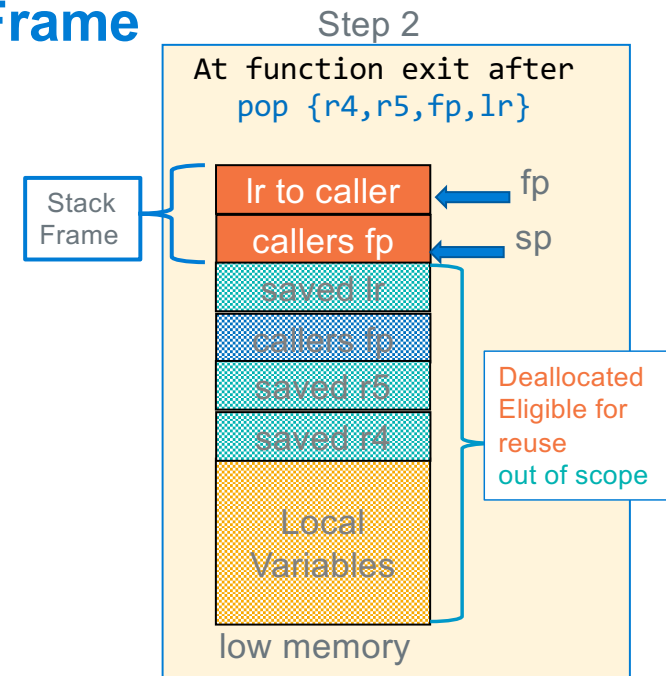 Frame
Step 2
At function exit after
pop {r4,r5,fp,lr}
Stack
Frame
lr to caller
fp
callers fp
sp
saved lr
callers fp
saved r5
saved r4
Local
Variables
Deallocated
Eligible for
reuse
out of scope
low memory